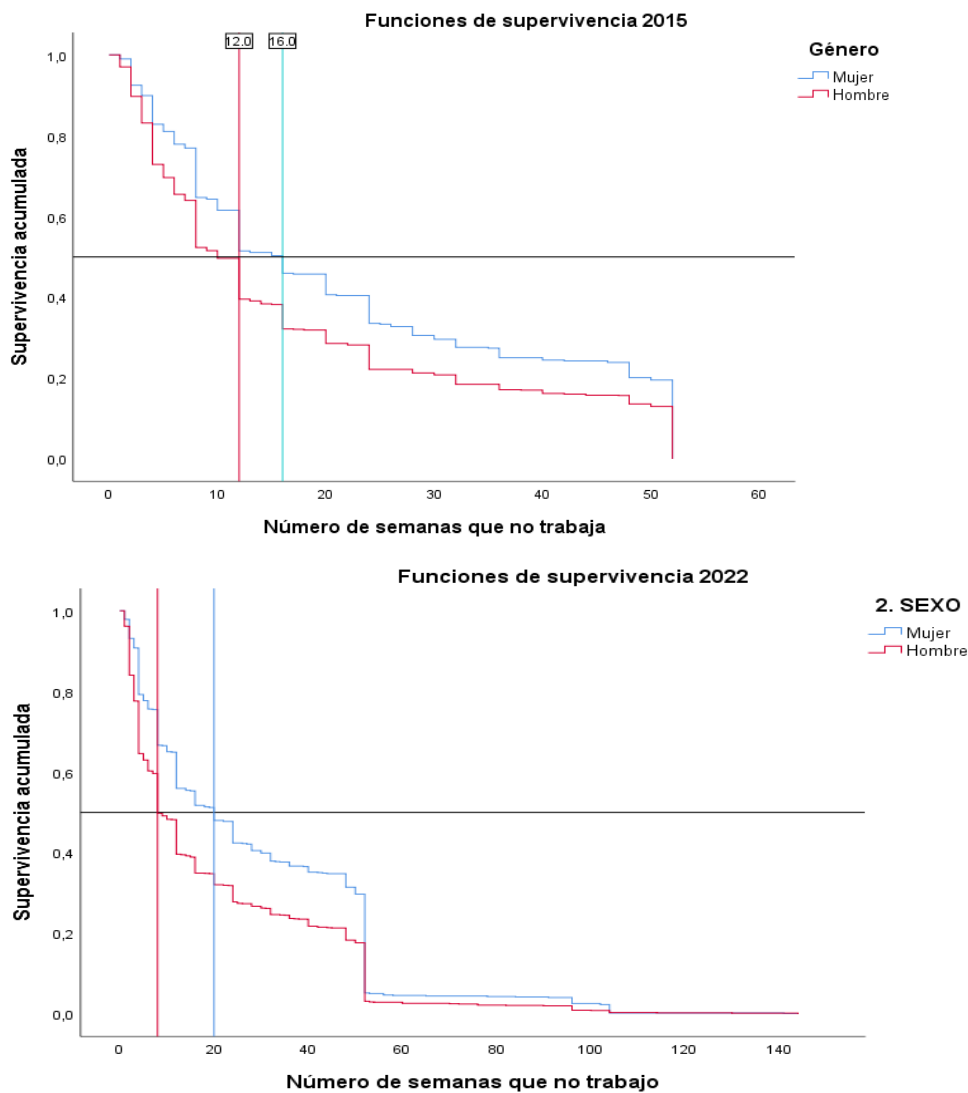 Funciones de supervivencia 2015
12.0 16.0
Género
Mujer
Hombre
1,0
0,8
0,6
0,4
0,2
0,0
Supervivencia acumulada
0 10 20 30 40 50 60
Número de semanas que no trabaja
Funciones de supervivencia 2022
2. SEXO
Mujer
Hombre
1,0
0,8
0,6
0,4
0,2
0,0
Supervivencia acumulada
0 20 40 60 80 100 120 140
Número de semanas que no trabajo